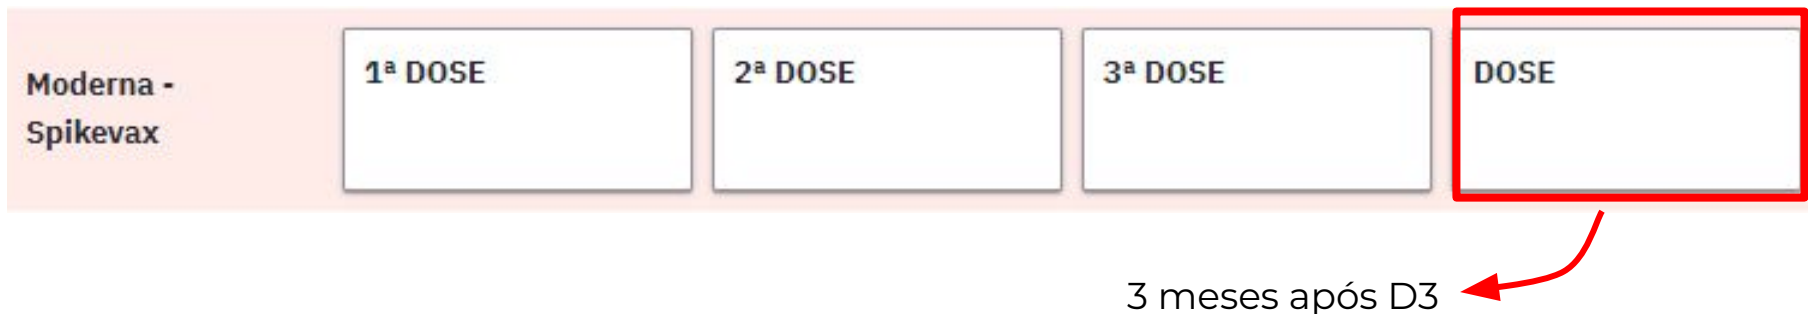 Moderna -
Spikevax
1ª DOSE
2ª DOSE
3ª DOSE
DOSE
3 meses após D3